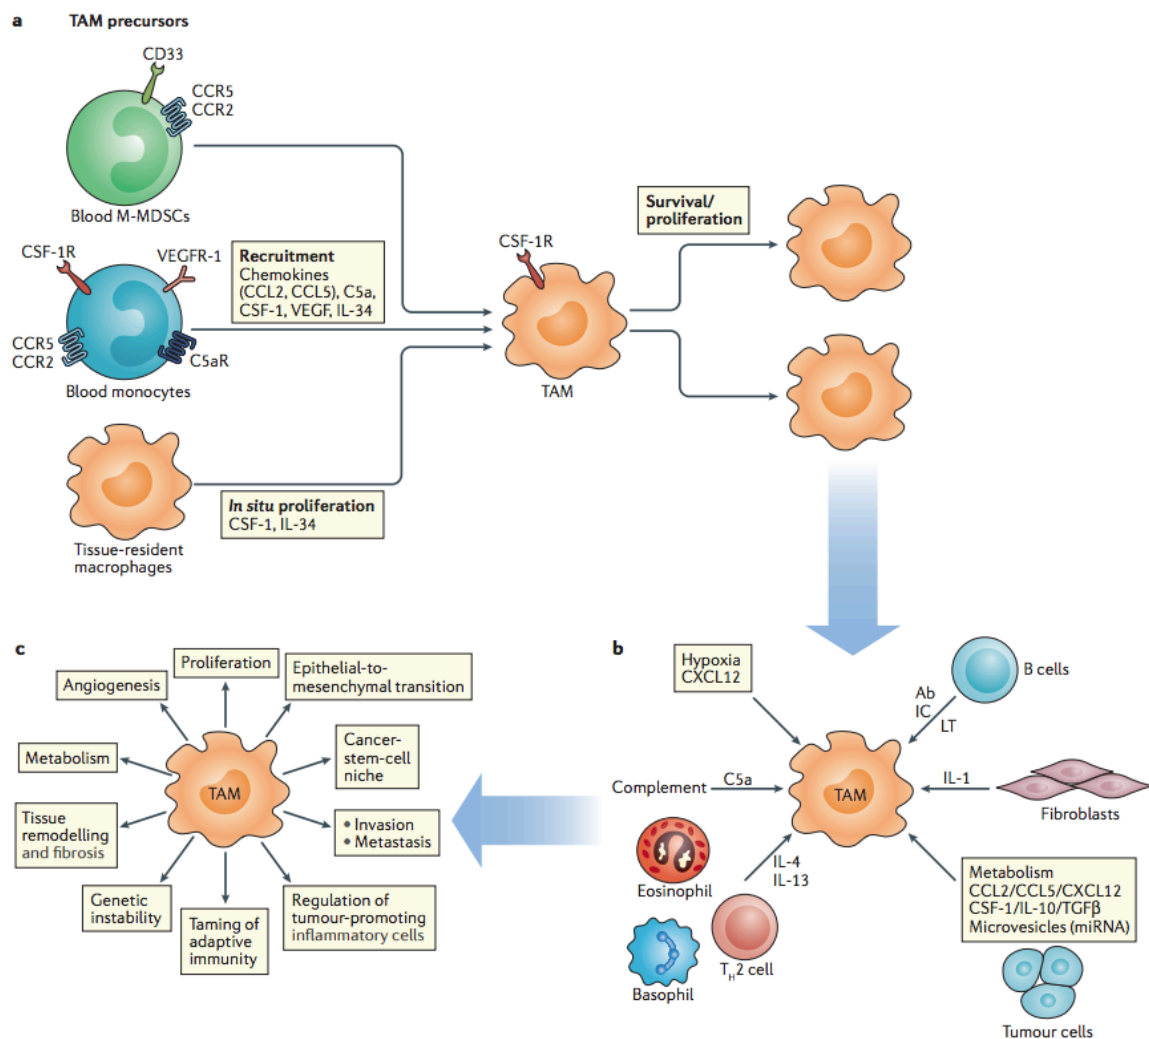 a
TAM precursors
CD33
CCR5
CCR2
Blood M-MDSCs
CSF-1R
VEGFR-1
CCR5
CCR2
C5aR
Blood monocytes
Recruitment
Chemokines
(CCL2, CCL5), C5a,
CSF-1, VEGF, IL-34
Tissue-resident
macrophages
In situ proliferation
CSF-1, IL-34
CSF-1R
TAM
Survival/
proliferation
c
Proliferation
Epithelial-to-
mesenchymal transition
Angiogenesis
Cancer-
stem-cell
niche
Metabolism
TAM
Tissue
remodelling
and fibrosis
• Invasion
• Metastasis
Genetic
instability
Taming of
adaptive
immunity
Regulation of
tumour-promoting
inflammatory cells
b
Hypoxia
CXCL12
B cells
Ab
IC
LT
Complement
C5a
TAM
IL-1
Fibroblasts
Eosinophil
IL-4
IL-13
Basophil
TH2 cell
Metabolism
CCL2/CCL5/CXCL12
CSF-1/IL-10/TGFβ
Microvesicles (miRNA)
Tumour cells